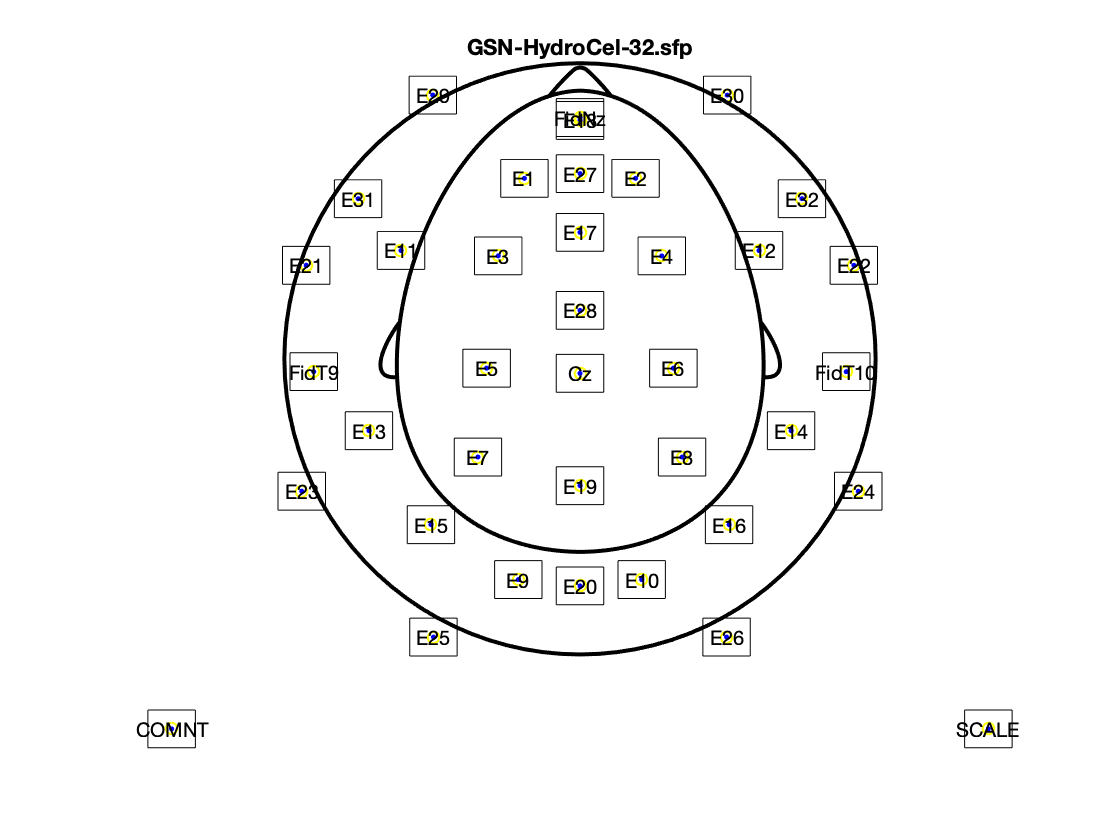 GSN-HydroCel-32.sfp
E29
E30
FidNz
E18
E1
E27
E2
E31
E32
E17
E11
E3
E4
E12
E21
E22
E28
E5
E6
FidT9
Cz
FidT10
E13
E14
E7
E8
E19
E23
E24
E15
E16
E9
E20
E10
E25
E26
COMNT
SCALE